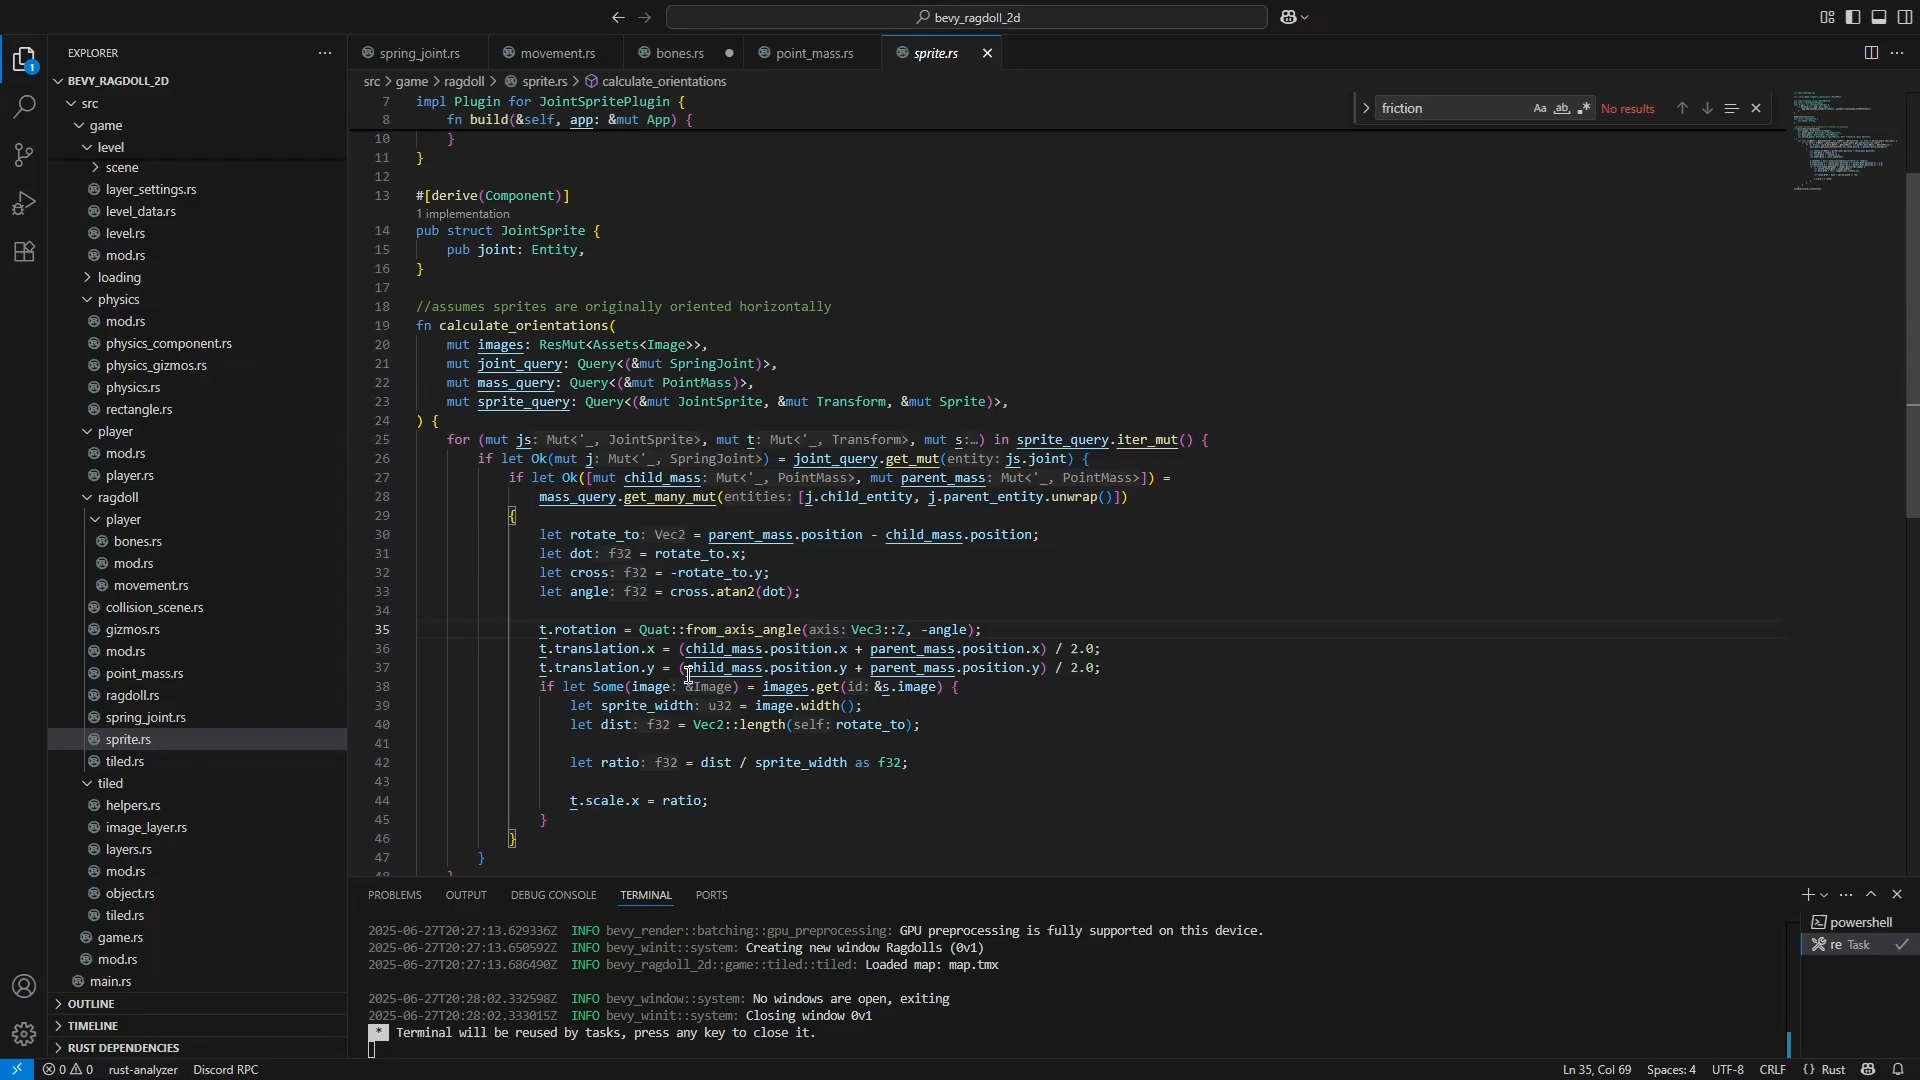 bevy_ragdoll_2d
EXPLORER
spring_joint.rs
movement.rs
bones.rs
point_mass.rs
sprite.rs
1
BEVY_RAGDOLL_2D
src
game
level
scene
layer_settings.rs
level_data.rs
level.rs
mod.rs
loading
physics
mod.rs
physics_component.rs
physics_gizmos.rs
physics.rs
rectangle.rs
player
mod.rs
player.rs
ragdoll
player
bones.rs
mod.rs
movement.rs
collision_scene.rs
gizmos.rs
mod.rs
point_mass.rs
ragdoll.rs
spring_joint.rs
sprite.rs
tiled.rs
tiled
helpers.rs
image_layer.rs
layers.rs
mod.rs
object.rs
tiled.rs
game.rs
mod.rs
main.rs
OUTLINE
TIMELINE
RUST DEPENDENCIES
src > game > ragdoll > sprite.rs > calculate_orientations
friction Aa ab No results
7 impl Plugin for JointSpritePlugin {
8 fn build(&self, app: &mut App) {
10 }
11 }
12
13 #[derive(Component)]
1 implementation
14 pub struct JointSprite {
15 pub joint: Entity,
16 }
17
18 //assumes sprites are originally oriented horizontally
19 fn calculate_orientations(
20 mut images: ResMut<Assets<Image>>,
21 mut joint_query: Query<(&mut SpringJoint)>,
22 mut mass_query: Query<(&mut PointMass)>,
23 mut sprite_query: Query<(&mut JointSprite, &mut Transform, &mut Sprite)>,
24 ) {
25 for (mut js: Mut<'_, JointSprite>, mut t: Mut<'_, Transform>, mut s:…) in sprite_query.iter_mut() {
26 if let Ok(mut j: Mut<'_, SpringJoint>) = joint_query.get_mut(entity: js.joint) {
27 if let Ok([mut child_mass: Mut<'_, PointMass>, mut parent_mass: Mut<'_, PointMass>]) =
28 mass_query.get_many_mut(entities: [j.child_entity, j.parent_entity.unwrap()])
29 {
30 let rotate_to: Vec2 = parent_mass.position - child_mass.position;
31 let dot: f32 = rotate_to.x;
32 let cross: f32 = -rotate_to.y;
33 let angle: f32 = cross.atan2(dot);
34
35 t.rotation = Quat::from_axis_angle(axis: Vec3::Z, -angle);
36 t.translation.x = (child_mass.position.x + parent_mass.position.x) / 2.0;
37 t.translation.y = (child_mass.position.y + parent_mass.position.y) / 2.0;
38 if let Some(image: &Image) = images.get(id: &s.image) {
39 let sprite_width: u32 = image.width();
40 let dist: f32 = Vec2::length(self: rotate_to);
41
42 let ratio: f32 = dist / sprite_width as f32;
43
44 t.scale.x = ratio;
45 }
46 }
47 }
48 }
PROBLEMS OUTPUT DEBUG CONSOLE TERMINAL PORTS
2025-06-27T20:27:13.629336Z INFO bevy_render::batching::gpu_preprocessing: GPU preprocessing is fully supported on this device.
2025-06-27T20:27:13.650592Z INFO bevy_winit::system: Creating new window Ragdolls (0v1)
2025-06-27T20:27:13.686490Z INFO bevy_ragdoll_2d::game::tiled::tiled: Loaded map: map.tmx
2025-06-27T20:28:02.332598Z INFO bevy_window::system: No windows are open, exiting
2025-06-27T20:28:02.333015Z INFO bevy_winit::system: Closing window 0v1
* Terminal will be reused by tasks, press any key to close it.
powershell
re Task
0 0 rust-analyzer Discord RPC
Ln 35, Col 69 Spaces: 4 UTF-8 CRLF {} Rust